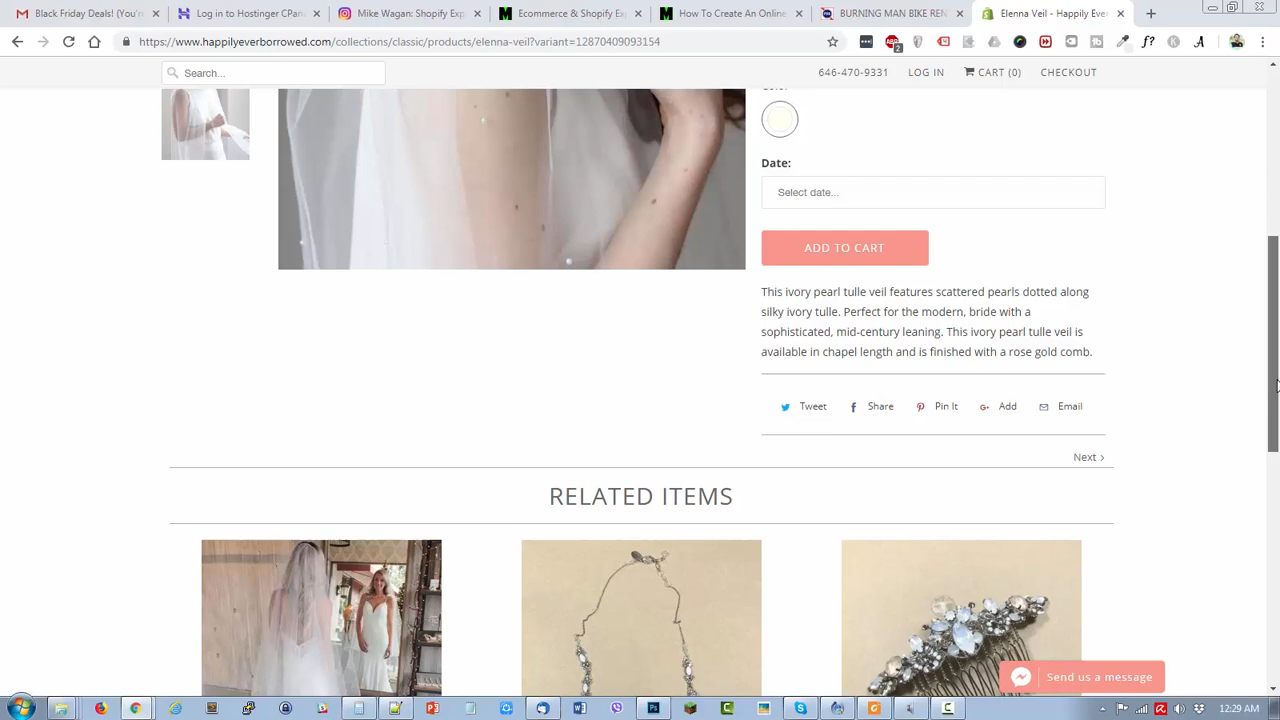 Black Friday Deals! (You'r
Log in to Hostinger CPan
Mike Wagan: Shopify Exp
Ecommerce & Shopify Exp
How To Create An Online
BURNING MAN BIKE REN
Elenna Veil - Happily Ever
https://www.happilyeverborrowed.com/collections/classic/products/elenna-veil?variant=12870409093154
Search...
646-470-9331
LOG IN
CART (0)
CHECKOUT
Date:
Select date...
ADD TO CART
This ivory pearl tulle veil features scattered pearls dotted along
silky ivory tulle. Perfect for the modern, bride with a
sophisticated, mid-century leaning. This ivory pearl tulle veil is
available in chapel length and is finished with a rose gold comb.
Tweet
Share
Pin It
Add
Email
Next >
RELATED ITEMS
Send us a message
12:29 AM